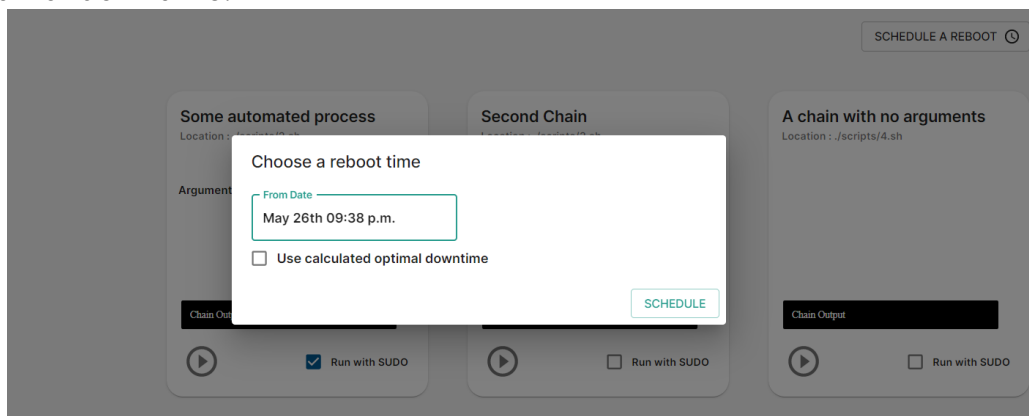 SCHEDULE A REBOOT
Some automated process
Second Chain
A chain with no arguments
Location :
Location : ./scripts/4.sh
Choose a reboot time
Argument
From Date
May 26th 09:38 p.m.
Use calculated optimal downtime
SCHEDULE
Chain Out
Chain Output
Run with SUDO
Run with SUDO
Run with SUDO